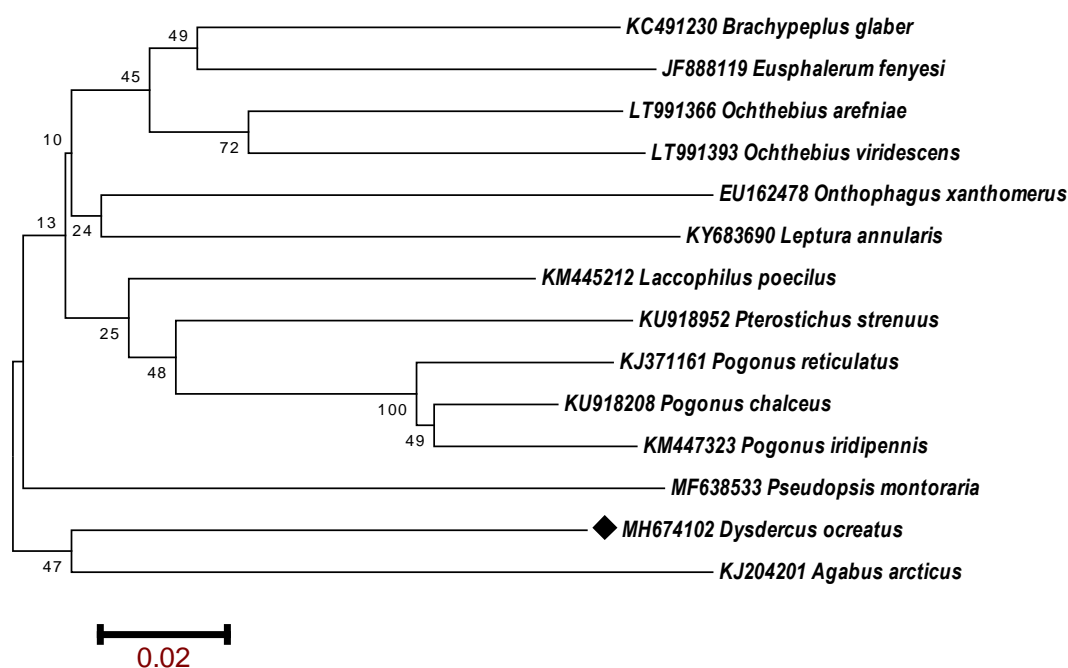 49
KC491230 Brachypeplus glaber
45
JF888119 Eusphalerum fenyesi
LT991366 Ochthebius arefniae
10
72
LT991393 Ochthebius viridescens
EU162478 Onthophagus xanthomerus
13
24
KY683690 Leptura annularis
KM445212 Laccophilus poecilus
25
KU918952 Pterostichus strenuus
48
KJ371161 Pogonus reticulatus
100
KU918208 Pogonus chalceus
49
KM447323 Pogonus iridipennis
MF638533 Pseudopsis montoraria
MH674102 Dysdercus ocreatus
47
KJ204201 Agabus arcticus
0.02